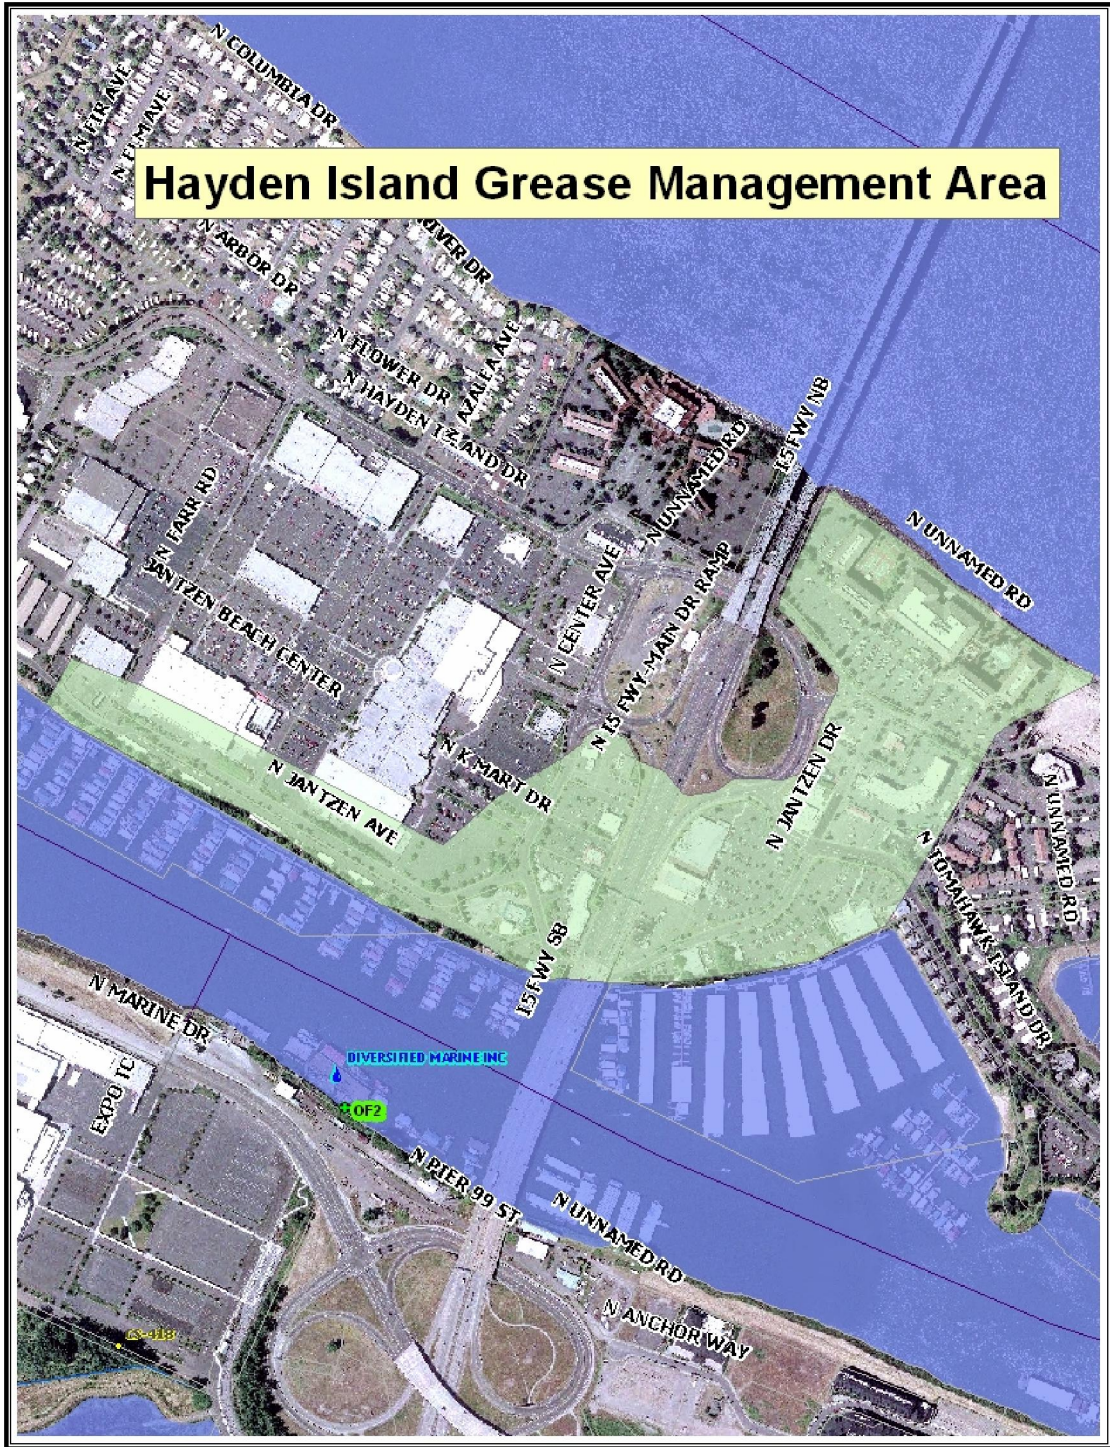 N COLUMBIA DR
N FIR AVE
N ELM AVE
Hayden Island Grease Management Area
RIVER DR
N ARBOR DR
N FLOWER DR
AZALEA AVE
N HAYDEN ISLAND DR
I5 FWY NB
N UNNAMED RD
N FARR RD
N UNNAMED RD
JANTZEN BEACH CENTER
N CENTER AVE
N I5 FWY-MAIN DR RAMP
N K MART DR
N JANTZEN AVE
N JANTZEN DR
N UNNAMED RD
N TOMAHAWK ISLAND DR
I5 FWY SB
N MARINE DR
DIVERSIFIED MARINE INC
OF2
EXPO TC
N PIER 99 ST
N UNNAMED RD
N ANCHOR WAY